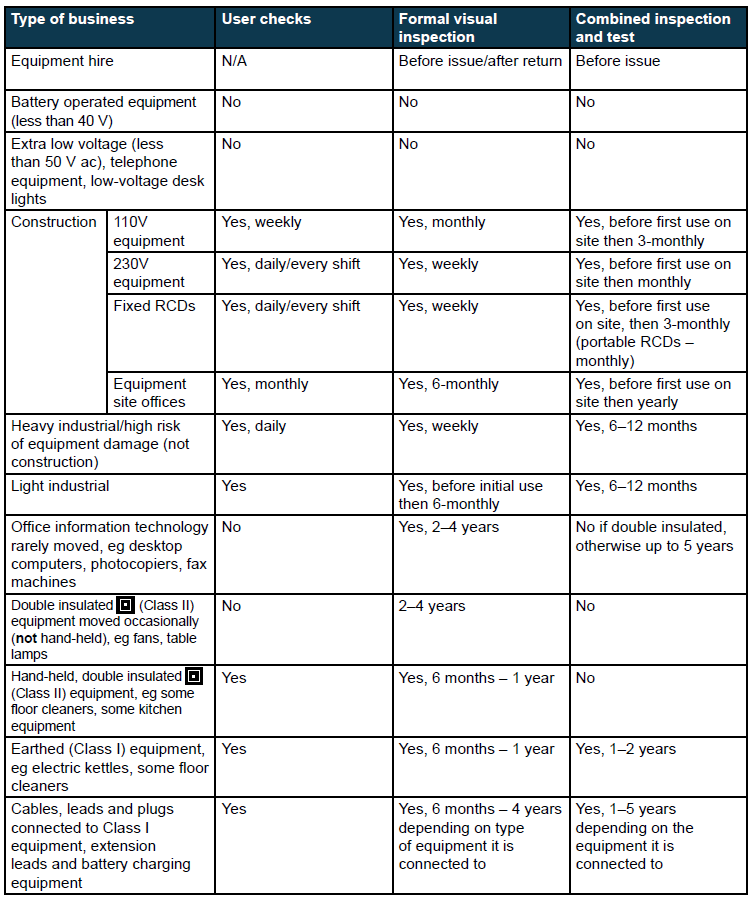 Type of business
User checks
Formal visual
inspection
Combined inspection
and test
Equipment hire
N/A
Before issue/after return
Before issue
Battery operated equipment
(less than 40 V)
No
No
No
Extra low voltage (less
than 50 V ac), telephone
equipment, low-voltage desk
lights
No
No
No
Construction
110V
equipment
Yes, weekly
Yes, monthly
Yes, before first use on
site then 3-monthly
230V
equipment
Yes, daily/every shift
Yes, weekly
Yes, before first use on
site then monthly
Fixed RCDs
Yes, daily/every shift
Yes, weekly
Yes, before first use
on site, then 3-monthly
(portable RCDs –
monthly)
Equipment
site offices
Yes, monthly
Yes, 6-monthly
Yes, before first use on
site then yearly
Heavy industrial/high risk
of equipment damage (not
construction)
Yes, daily
Yes, weekly
Yes, 6–12 months
Light industrial
Yes
Yes, before initial use
then 6-monthly
Yes, 6–12 months
Office information technology
rarely moved, eg desktop
computers, photocopiers, fax
machines
No
Yes, 2–4 years
No if double insulated,
otherwise up to 5 years
Double insulated (Class II)
equipment moved occasionally
(not hand-held), eg fans, table
lamps
No
2–4 years
No
Hand-held, double insulated
(Class II) equipment, eg some
floor cleaners, some kitchen
equipment
Yes
Yes, 6 months – 1 year
No
Earthed (Class I) equipment,
eg electric kettles, some floor
cleaners
Yes
Yes, 6 months – 1 year
Yes, 1–2 years
Cables, leads and plugs
connected to Class I
equipment, extension
leads and battery charging
equipment
Yes
Yes, 6 months – 4 years
depending on type
of equipment it is
connected to
Yes, 1–5 years
depending on the
equipment it is
connected to